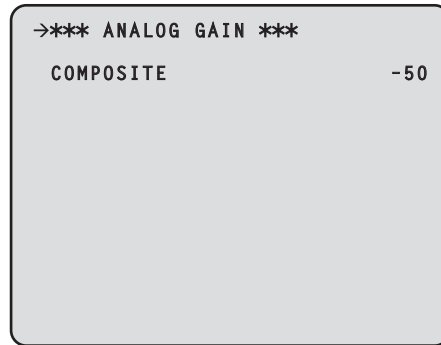 →*** ANALOG GAIN ***
COMPOSITE -50